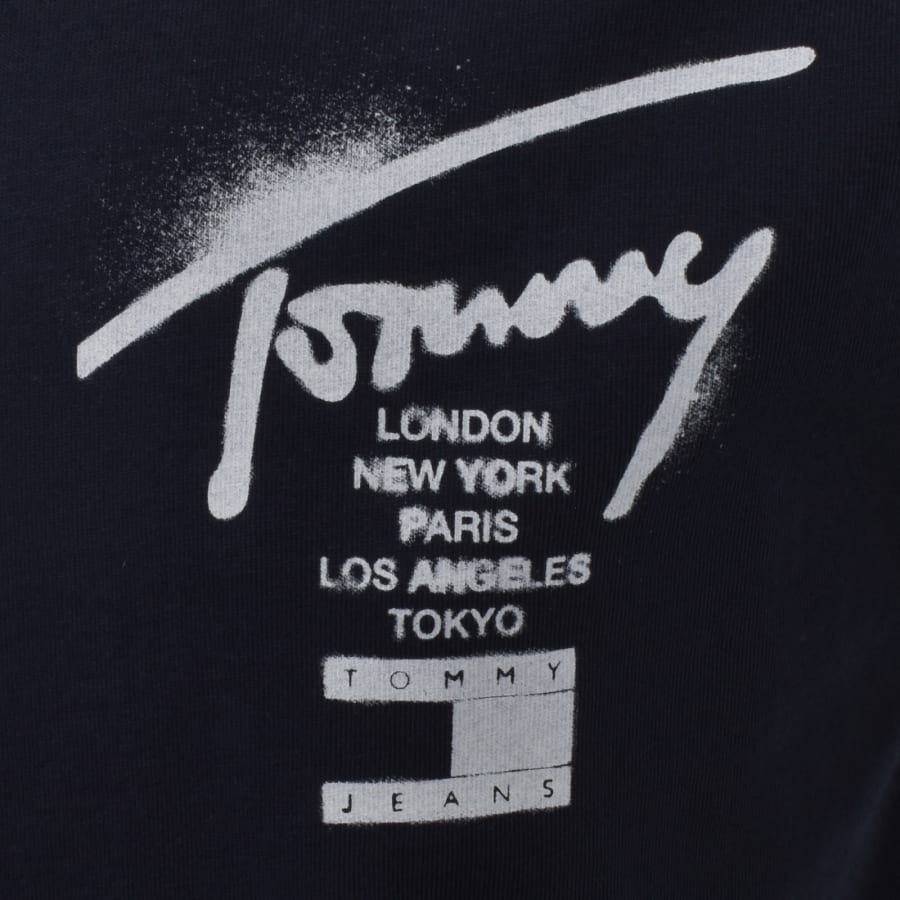 Tommy
LONDON
NEW YORK
PARIS
LOS ANGELES
TOKYO
TOMMY
JEANS